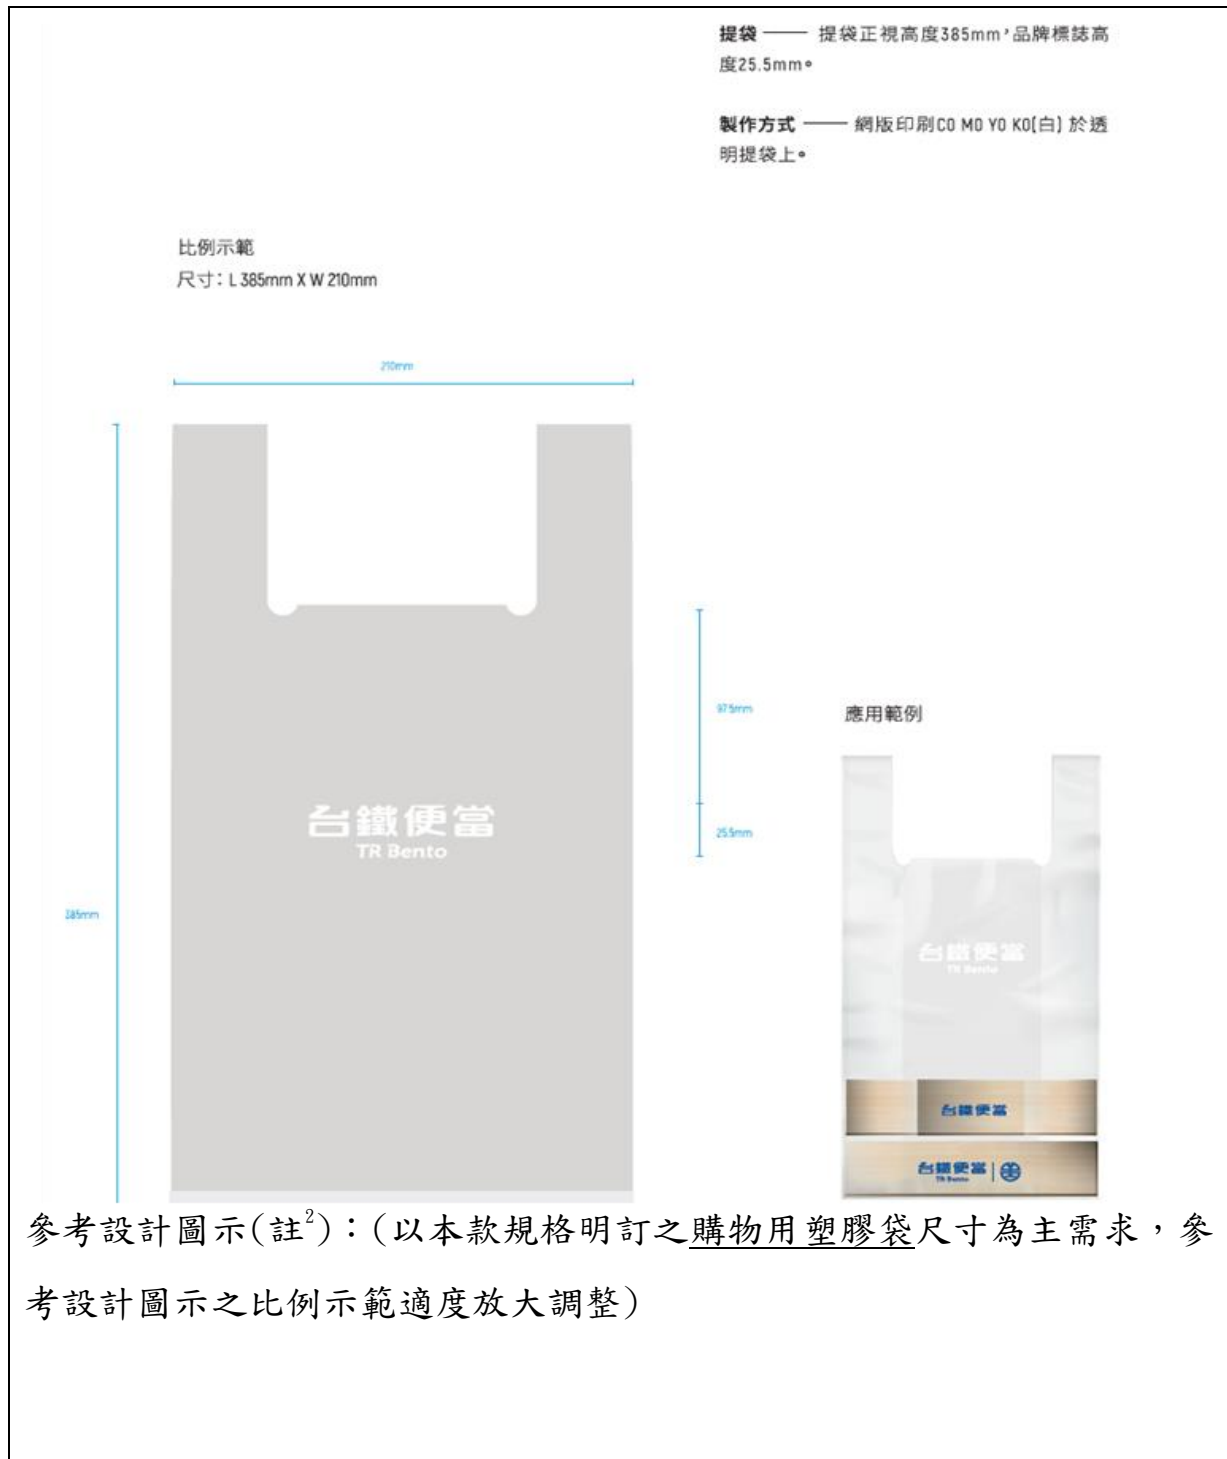 提袋 —— 提袋正視高度385mm，品牌標誌高
度25.5mm。
製作方式 —— 網版印刷C0 M0 Y0 K0(白) 於透
明提袋上。
比例示範
尺寸：L 385mm X W 210mm
210mm
97.5mm
應用範例
台鐵便當
TR Bento
25.5mm
385mm
台鐵便當
TR Bento
台鐵便當
台鐵便當
TR Bento
參考設計圖示(註2)：(以本款規格明訂之購物用塑膠袋尺寸為主需求，參
考設計圖示之比例示範適度放大調整)